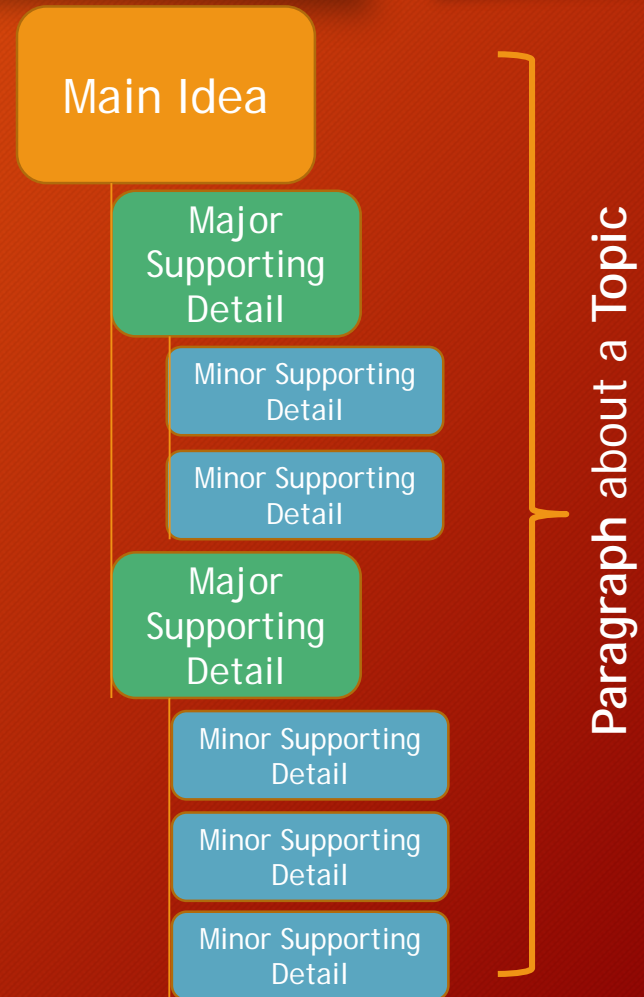 Main Idea
Major
Supporting
Detail
Minor Supporting
Detail
Minor Supporting
Detail
Major
Supporting
Detail
Minor Supporting
Detail
Minor Supporting
Detail
Minor Supporting
Detail
Paragraph about a Topic